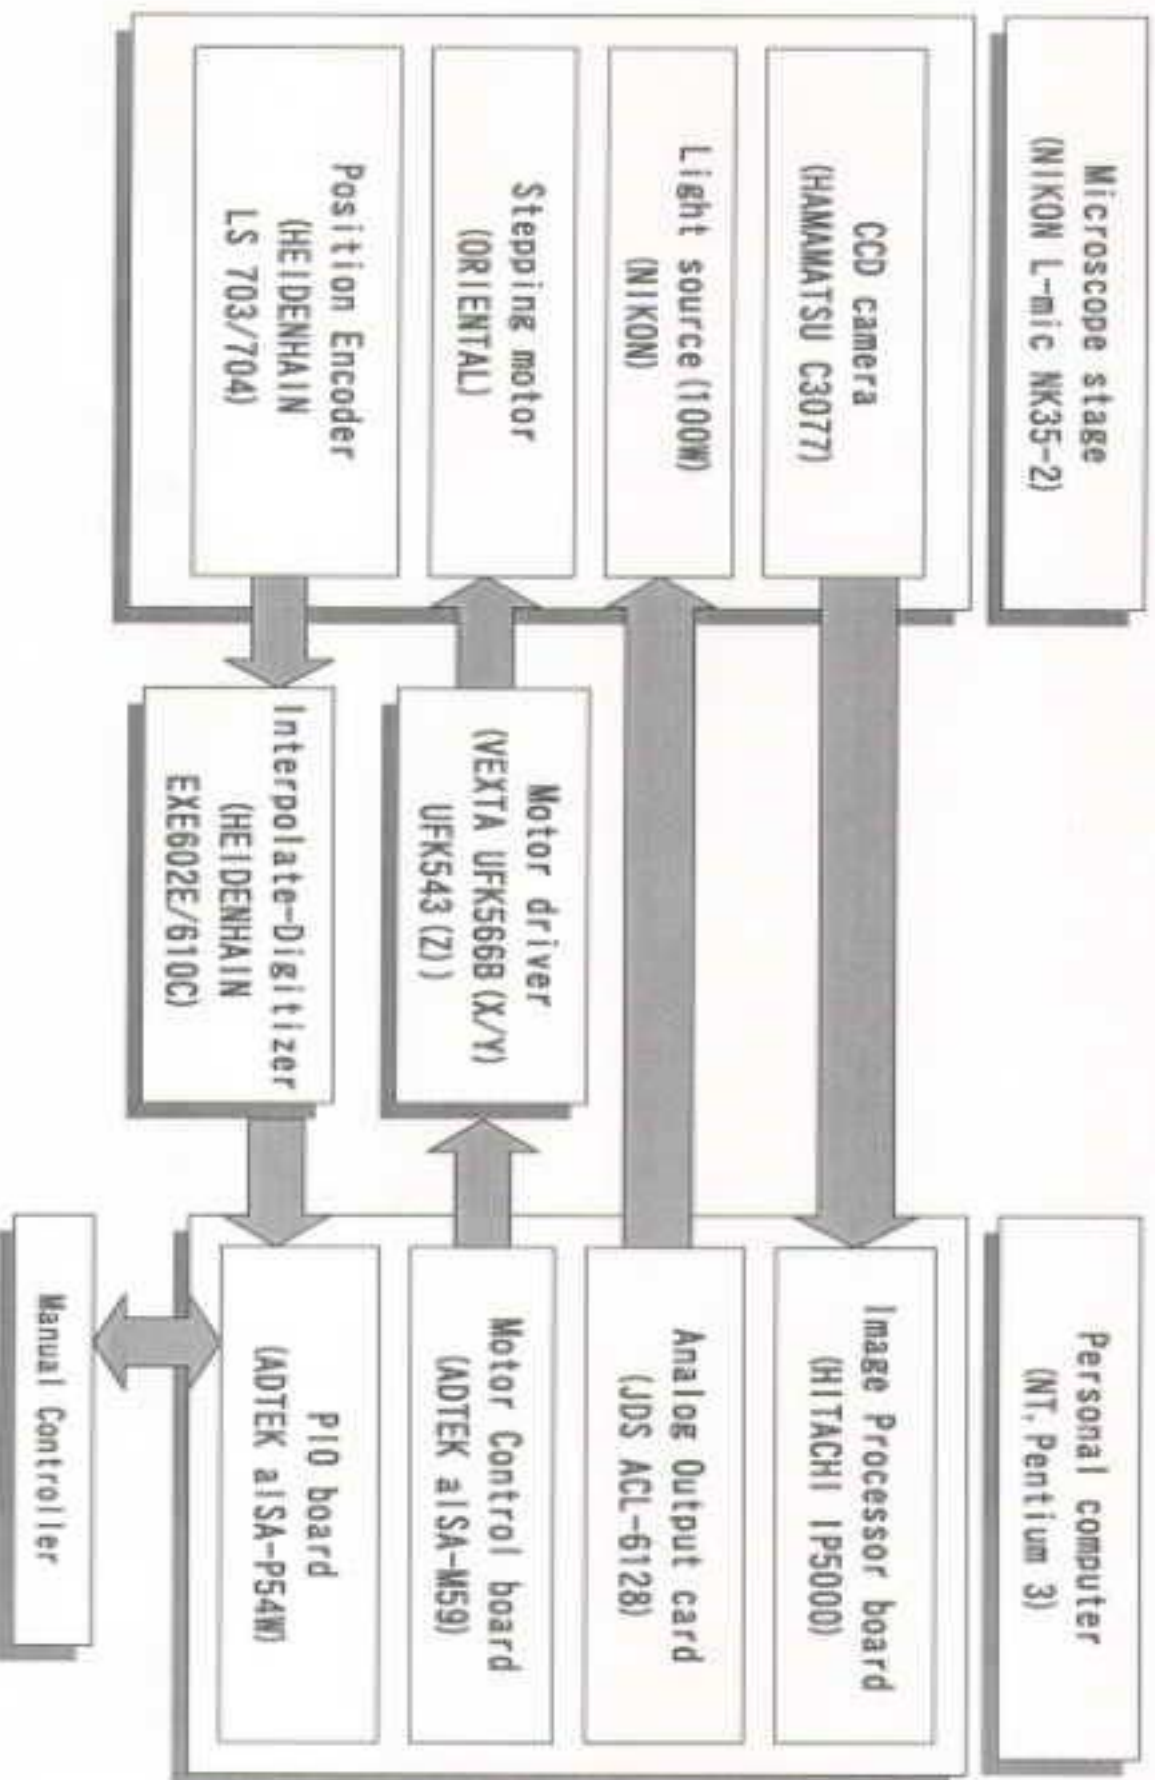 Microscope stage
(NIKON L-mic NK35-2)
CCD camera
(HAMAMATSU C3077)
Light source(100W)
(NIKON)
Stepping motor
(ORIENTAL)
Position Encoder
(HEIDENHAIN
LS 703/704)
Motor driver
(VEXTA UFK566B(X/Y)
UFK543(Z))
Interpolate-Digitizer
(HEIDENHAIN
EXE602E/610C)
Personal computer
(NT, Pentium 3)
Image Processor board
(HITACHI IP5000)
Analog Output card
(JDS ACL-6128)
Motor Control board
(ADTEK aISA-M59)
PIO board
(ADTEK aISA-P54W)
Manual Controller